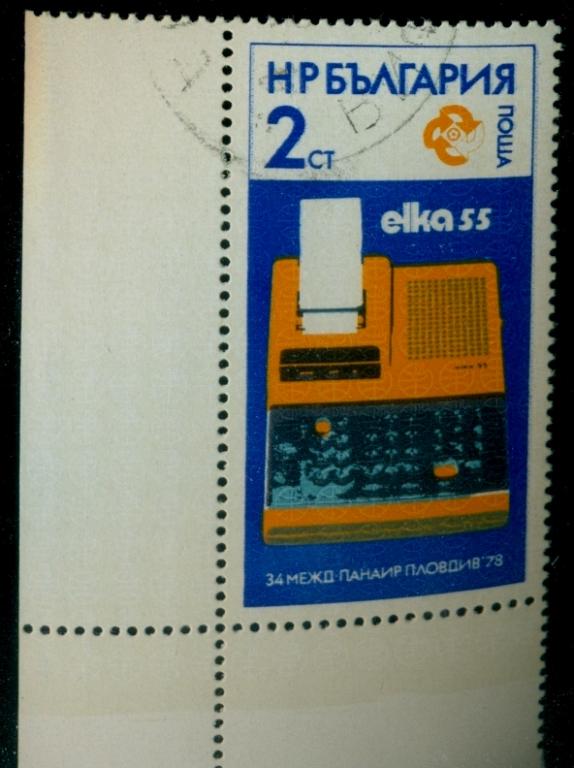 НР БЪЛГАРИЯ
2 СТ
ПОЩА
elka 55
34 МЕЖД·ПАНАИР ПЛОВДИВ'78